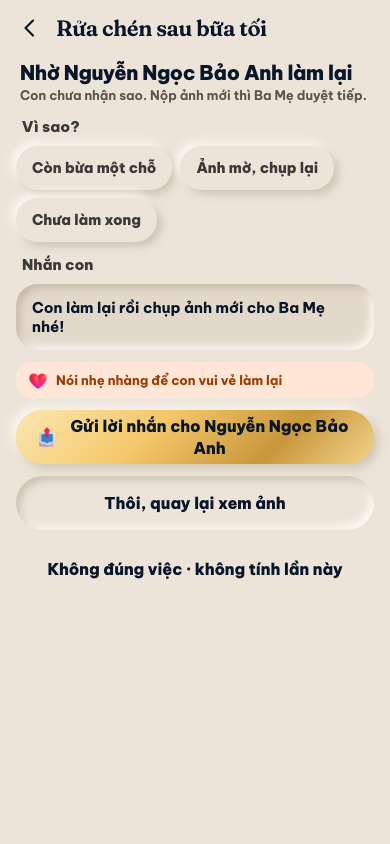 Rửa chén sau bữa tối
Nhờ Nguyễn Ngọc Bảo Anh làm lại
Con chưa nhận sao. Nộp ảnh mới thì Ba Mẹ duyệt tiếp.
Vì sao?
Còn bừa một chỗ
Ảnh mờ, chụp lại
Chưa làm xong
Nhắn con
Con làm lại rồi chụp ảnh mới cho Ba Mẹ
nhé!
Nói nhẹ nhàng để con vui vẻ làm lại
Gửi lời nhắn cho Nguyễn Ngọc Bảo
Anh
Thôi, quay lại xem ảnh
Không đúng việc · không tính lần này